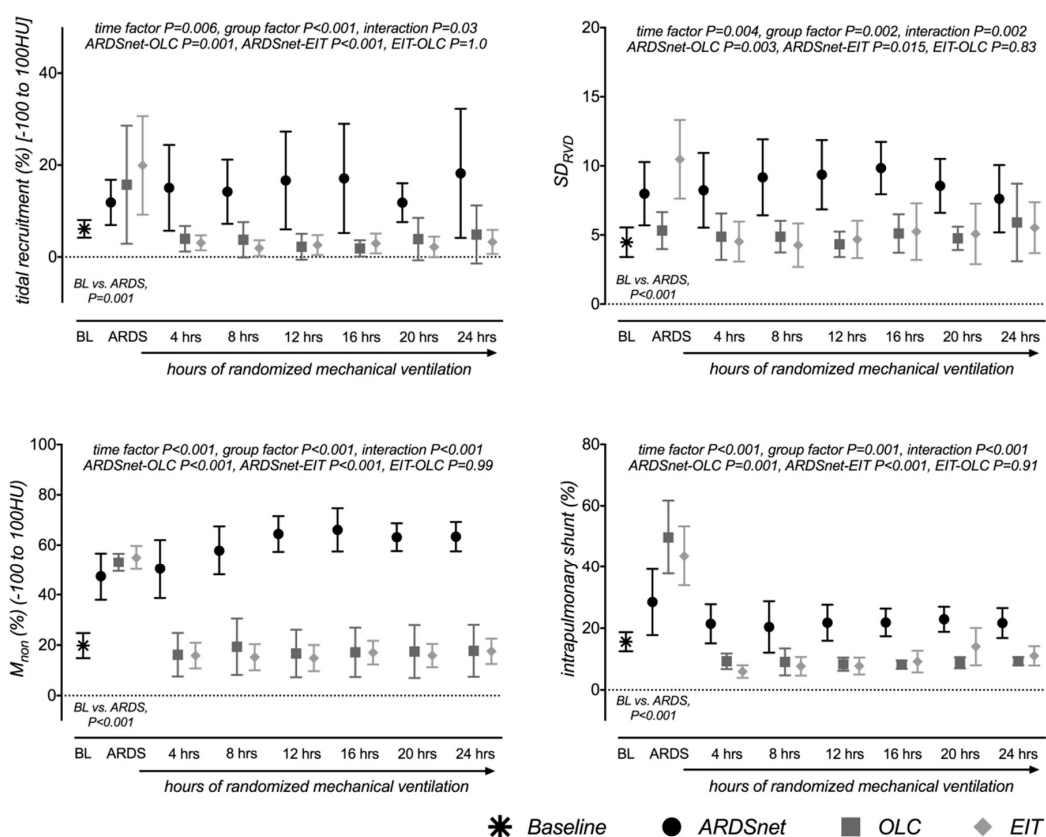 time factor P=0.006, group factor P<0.001, interaction P=0.03
ARDSnet-OLC P=0.001, ARDSnet-EIT P<0.001, EIT-OLC P=1.0
tidal recruitment (%) [-100 to 100HU]
40
20
0
BL vs. ARDS,
P=0.001
BL ARDS 4 hrs 8 hrs 12 hrs 16 hrs 20 hrs 24 hrs
hours of randomized mechanical ventilation
time factor P=0.004, group factor P=0.002, interaction P=0.002
ARDSnet-OLC P=0.003, ARDSnet-EIT P=0.015, EIT-OLC P=0.83
SD_RVD
20
15
10
5
0
BL vs. ARDS,
P<0.001
BL ARDS 4 hrs 8 hrs 12 hrs 16 hrs 20 hrs 24 hrs
hours of randomized mechanical ventilation
time factor P<0.001, group factor P<0.001, interaction P<0.001
ARDSnet-OLC P<0.001, ARDSnet-EIT P<0.001, EIT-OLC P=0.99
M_non (%) (-100 to 100HU)
100
80
60
40
20
0
BL vs. ARDS,
P<0.001
BL ARDS 4 hrs 8 hrs 12 hrs 16 hrs 20 hrs 24 hrs
hours of randomized mechanical ventilation
time factor P<0.001, group factor P=0.001, interaction P<0.001
ARDSnet-OLC P=0.001, ARDSnet-EIT P<0.001, EIT-OLC P=0.91
intrapulmonary shunt (%)
80
60
40
20
0
BL vs. ARDS,
P<0.001
BL ARDS 4 hrs 8 hrs 12 hrs 16 hrs 20 hrs 24 hrs
hours of randomized mechanical ventilation
Baseline ARDSnet OLC EIT